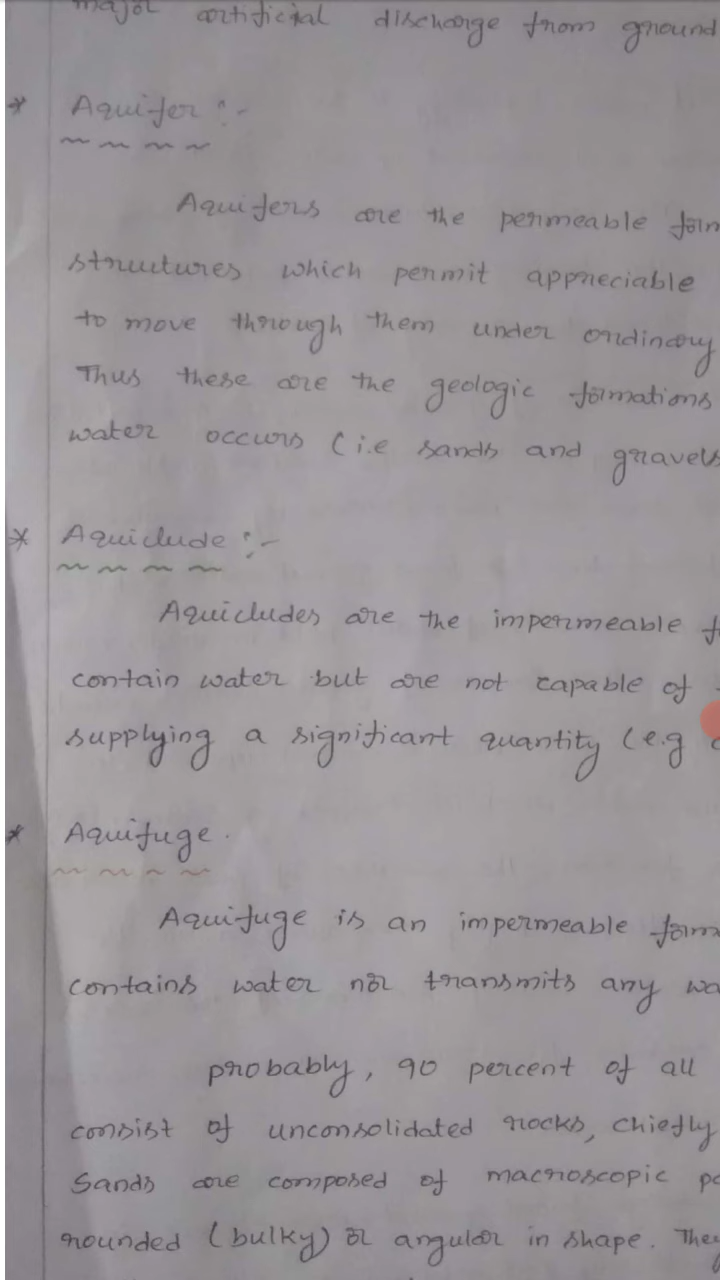 major artificial discharge from ground
* Aquifer :-
Aquifers are the permeable
structures which permit appreciable
to move through them under ordinary
Thus these are the geologic formations
water occurs (i.e sands and gravels
* Aquiclude :-
Aquicludes are the impermeable
contain water but are not capable of
supplying a significant quantity (e.g
* Aquifuge.
Aquifuge is an impermeable
contains water nor transmits any
probably, 90 percent of all
consist of unconsolidated rocks, chiefly
Sands are composed of macroscopic
rounded (bulky) or angular in shape. They